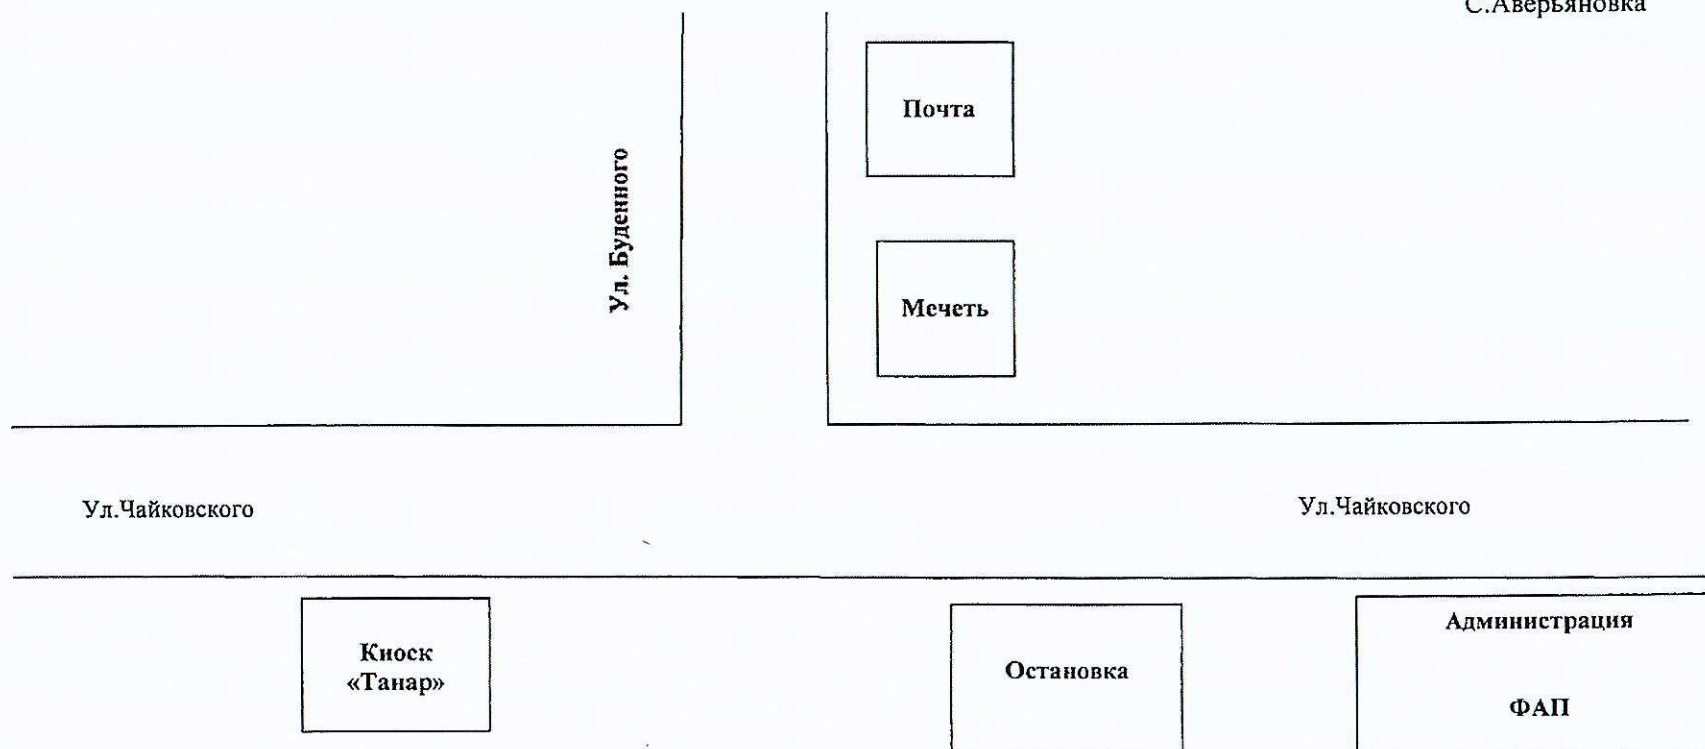 С.Аверьяновка
Почта
Ул. Буденного
Мечеть
Ул.Чайковского
Ул.Чайковского
Киоск
«Танар»
Остановка
Администрация
ФАП